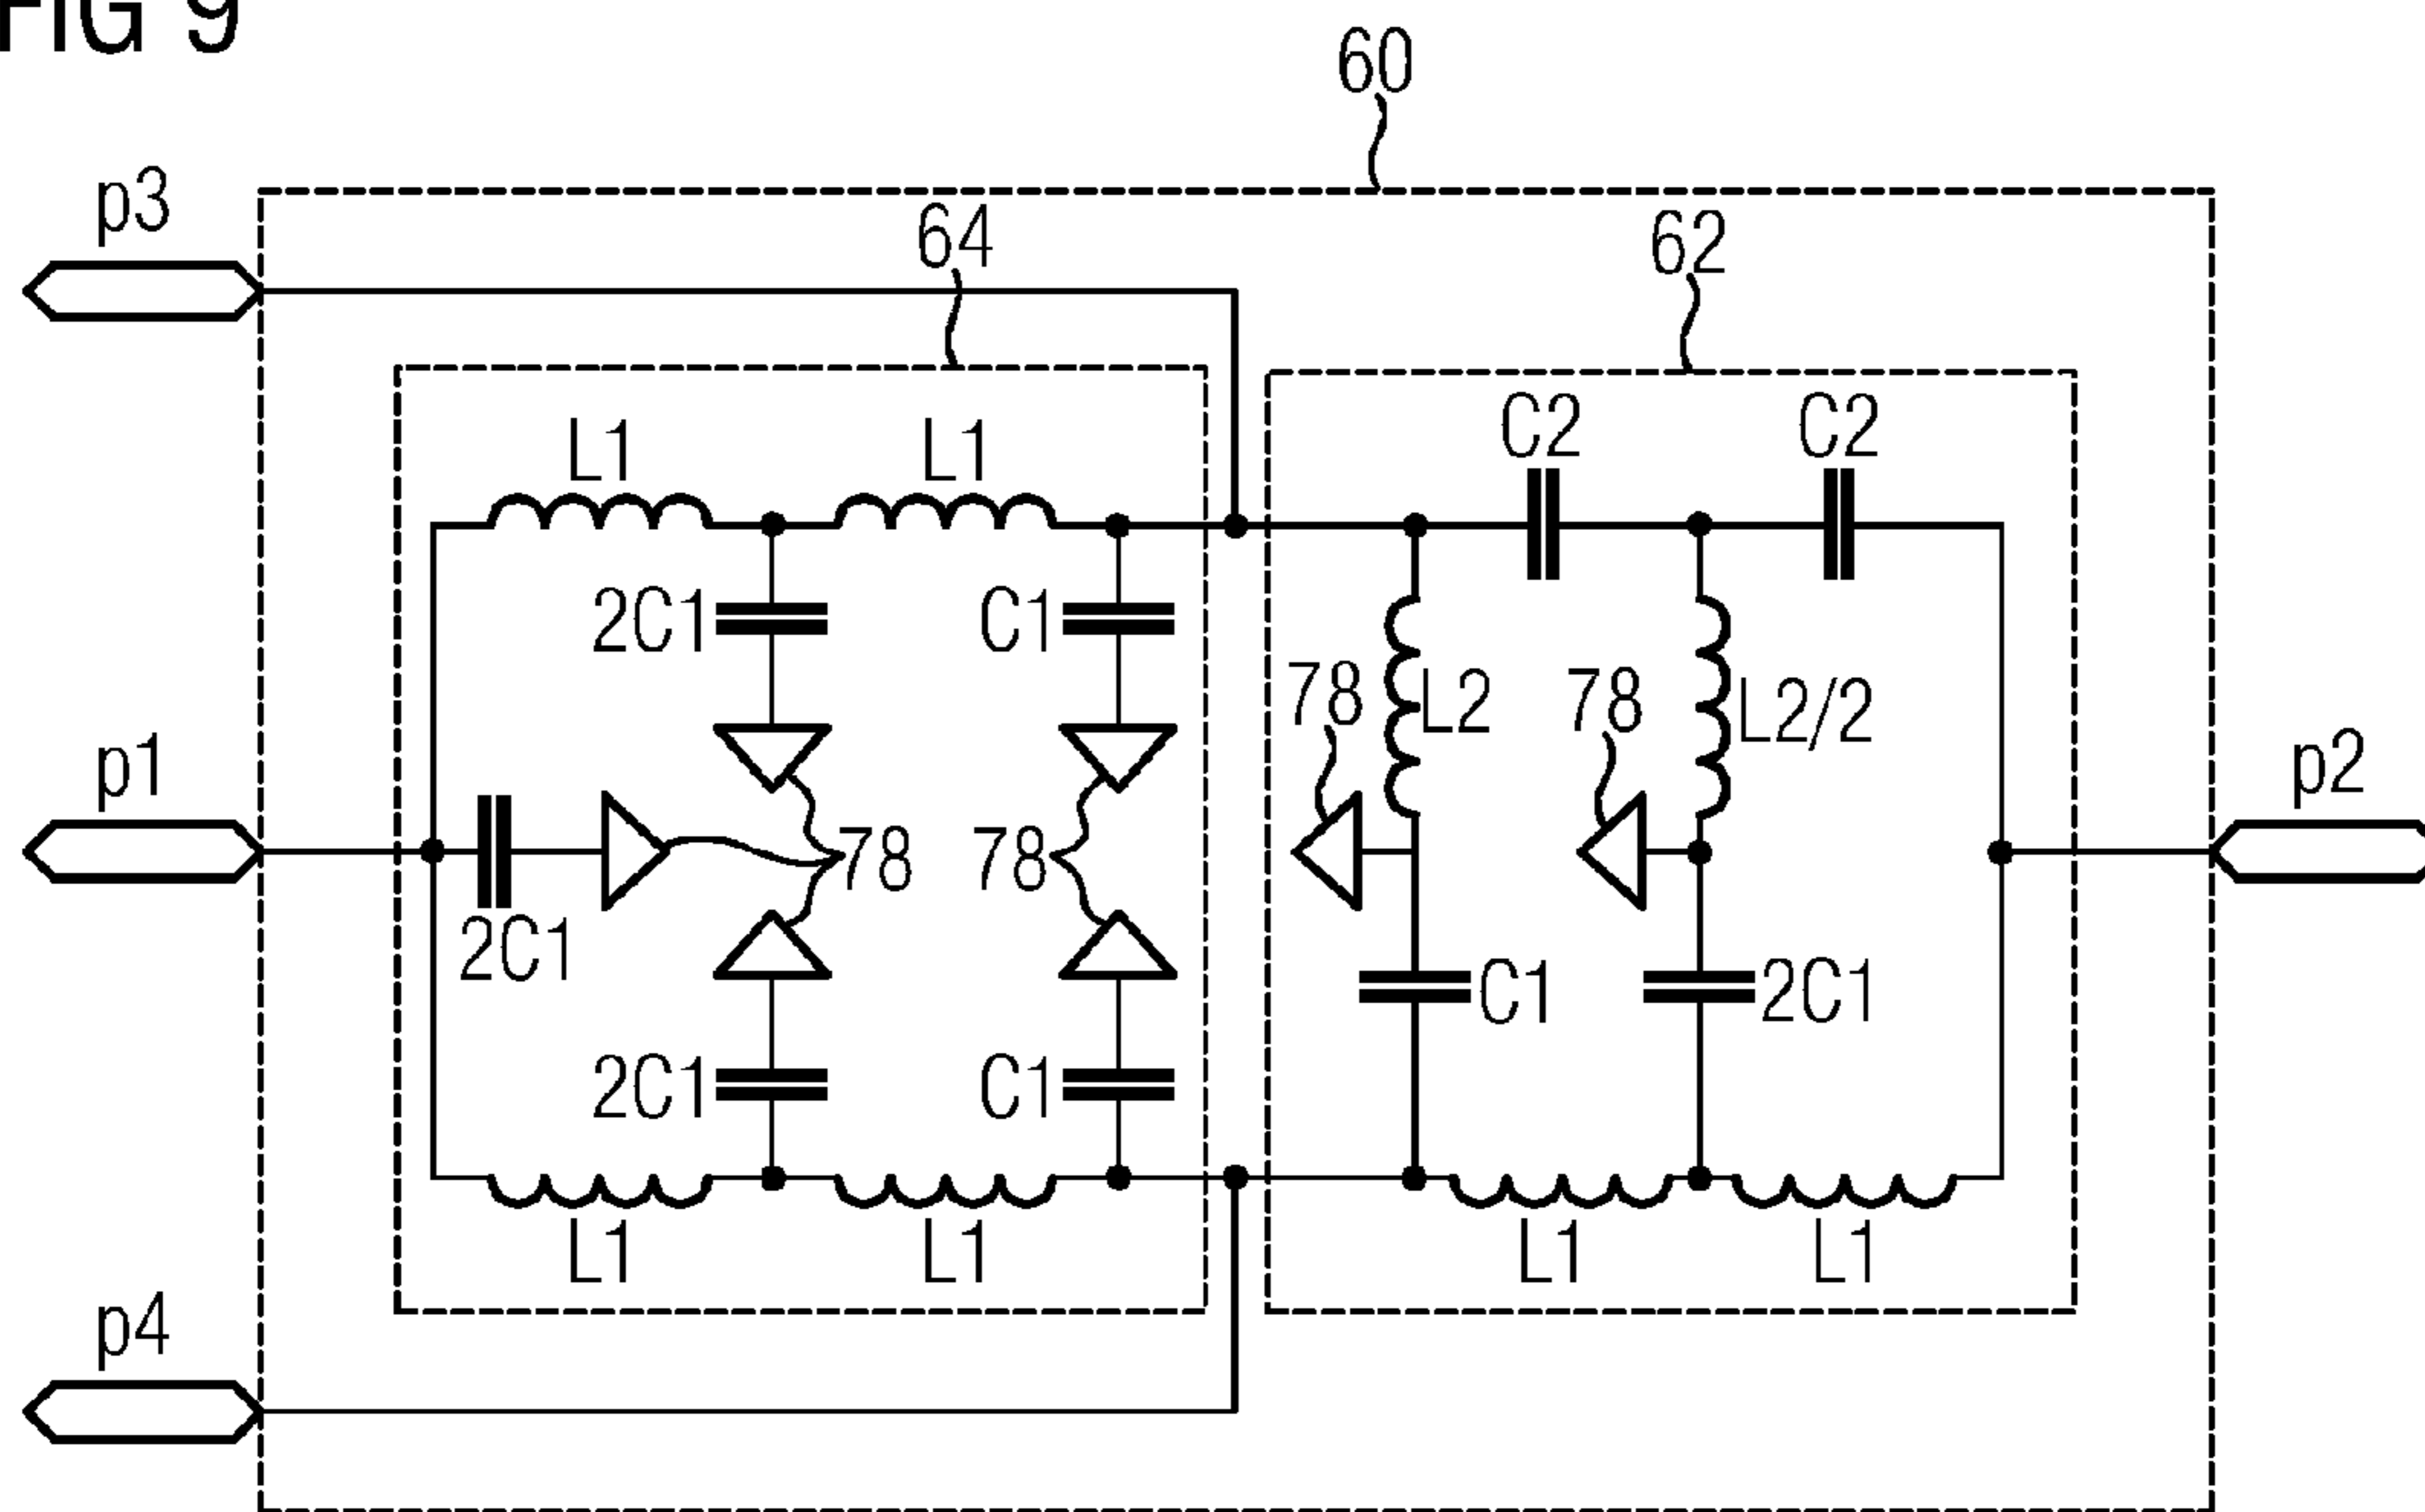 FIG 9
60
p3
64
62
C2 C2
L1 L1
2C1 C1
78 L2 78 L2/2
p1
p2
78 78
2C1
C1 2C1
2C1 C1
L1 L1 L1 L1
p4